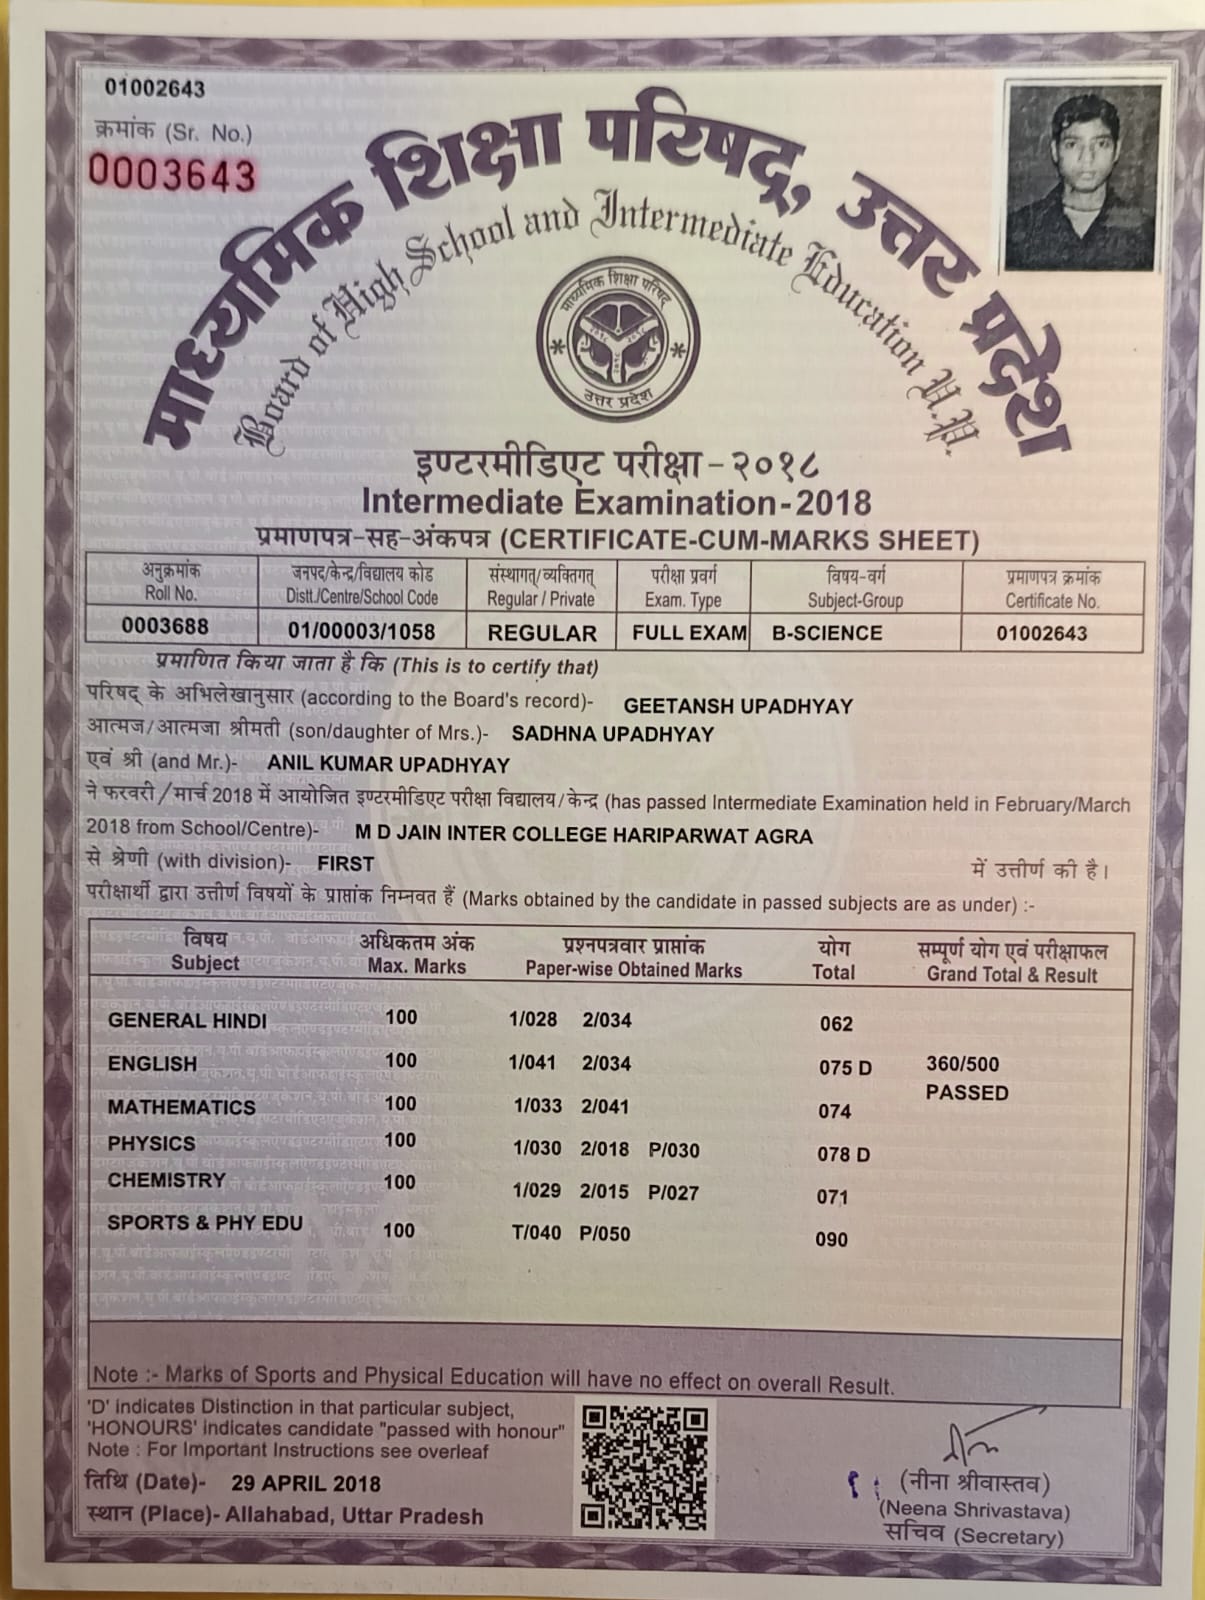 01002643
क्रमांक (Sr. No.)
0003643
माध्यमिक शिक्षा परिषद्, उत्तर प्रदेश
Board of High School and Intermediate Education U.P.
माध्यमिक शिक्षा परिषद्
२०१८ २०१८
२०१८
उत्तर प्रदेश
इण्टरमीडिएट परीक्षा - २०१८
Intermediate Examination - 2018
प्रमाणपत्र-सह-अंकपत्र (CERTIFICATE-CUM-MARKS SHEET)
अनुक्रमांक जनपद/केन्द्र/विद्यालय कोड संस्थागत/व्यक्तिगत परीक्षा प्रवर्ग विषय-वर्ग प्रमाणपत्र क्रमांक
Roll No. Distt./Centre/School Code Regular / Private Exam. Type Subject-Group Certificate No.
0003688 01/00003/1058 REGULAR FULL EXAM B-SCIENCE 01002643
प्रमाणित किया जाता है कि (This is to certify that)
परिषद् के अभिलेखानुसार (according to the Board's record)- GEETANSH UPADHYAY
आत्मज/आत्मजा श्रीमती (son/daughter of Mrs.)- SADHNA UPADHYAY
एवं श्री (and Mr.)- ANIL KUMAR UPADHYAY
ने फरवरी/मार्च 2018 में आयोजित इण्टरमीडिएट परीक्षा विद्यालय/केन्द्र (has passed Intermediate Examination held in February/March
2018 from School/Centre)- M D JAIN INTER COLLEGE HARIPARWAT AGRA
से श्रेणी (with division)- FIRST में उत्तीर्ण की है।
परीक्षार्थी द्वारा उत्तीर्ण विषयों के प्राप्तांक निम्नवत हैं (Marks obtained by the candidate in passed subjects are as under) :-
विषय अधिकतम अंक प्रश्नपत्रवार प्राप्तांक योग सम्पूर्ण योग एवं परीक्षाफल
Subject Max. Marks Paper-wise Obtained Marks Total Grand Total & Result
GENERAL HINDI 100 1/028 2/034 062
ENGLISH 100 1/041 2/034 075 D 360/500
PASSED
MATHEMATICS 100 1/033 2/041 074
PHYSICS 100 1/030 2/018 P/030 078 D
CHEMISTRY 100 1/029 2/015 P/027 071
SPORTS & PHY EDU 100 T/040 P/050 090
Note :- Marks of Sports and Physical Education will have no effect on overall Result.
'D' indicates Distinction in that particular subject,
'HONOURS' indicates candidate "passed with honour"
Note : For Important Instructions see overleaf
तिथि (Date)- 29 APRIL 2018
स्थान (Place)- Allahabad, Uttar Pradesh
(नीना श्रीवास्तव)
(Neena Shrivastava)
सचिव (Secretary)